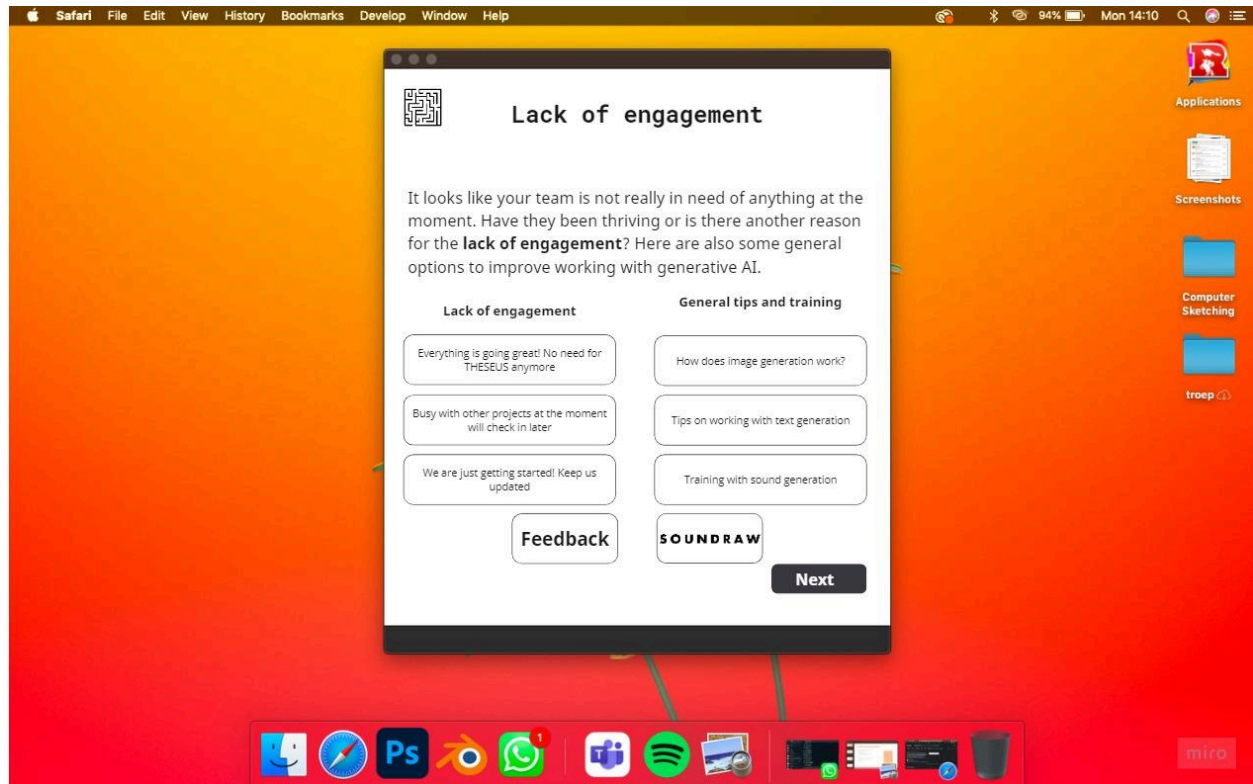 Safari File Edit View History Bookmarks Develop Window Help 94% Mon 14:10
Lack of engagement
It looks like your team is not really in need of anything at the
moment. Have they been thriving or is there another reason
for the lack of engagement? Here are also some general
options to improve working with generative AI.
Lack of engagement
Everything is going great! No need for
THESEUS anymore
Busy with other projects at the moment
will check in later
We are just getting started! Keep us
updated
Feedback
General tips and training
How does image generation work?
Tips on working with text generation
Training with sound generation
SOUNDRAW
Next
Applications
Screenshots
Computer
Sketching
troep
Ps
1
miro